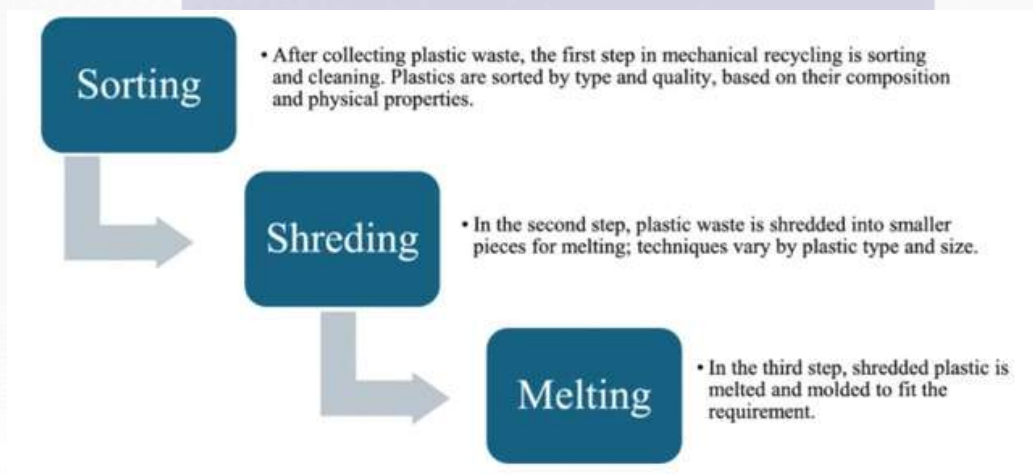 Sorting
• After collecting plastic waste, the first step in mechanical recycling is sorting
and cleaning. Plastics are sorted by type and quality, based on their composition
and physical properties.
Shreding
• In the second step, plastic waste is shredded into smaller
pieces for melting; techniques vary by plastic type and size.
Melting
• In the third step, shredded plastic is
melted and molded to fit the
requirement.